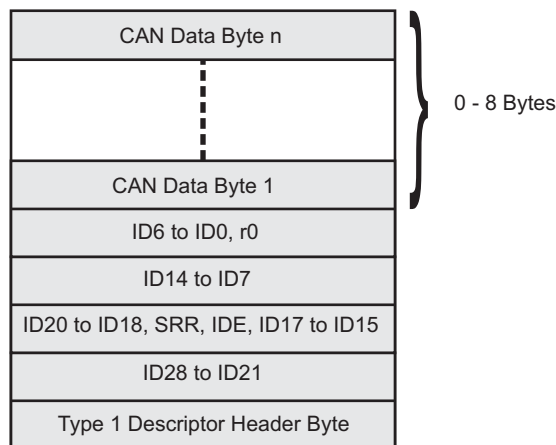 CAN Data Byte n
0 - 8 Bytes
CAN Data Byte 1
ID6 to ID0, r0
ID14 to ID7
ID20 to ID18, SRR, IDE, ID17 to ID15
ID28 to ID21
Type 1 Descriptor Header Byte